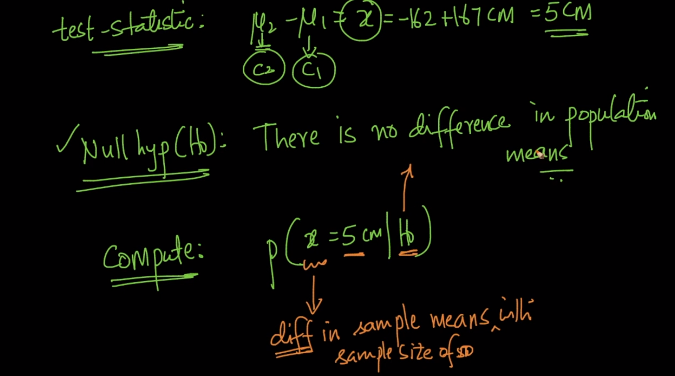 test-statistic: μ₂ - μ₁ = x = -162 + 167 cm = 5 cm
C2 C1
✓ Null hyp (H₀): There is no difference in population
means
Compute: p(x = 5 cm | H₀)
diff in sample means, with
sample size of 50